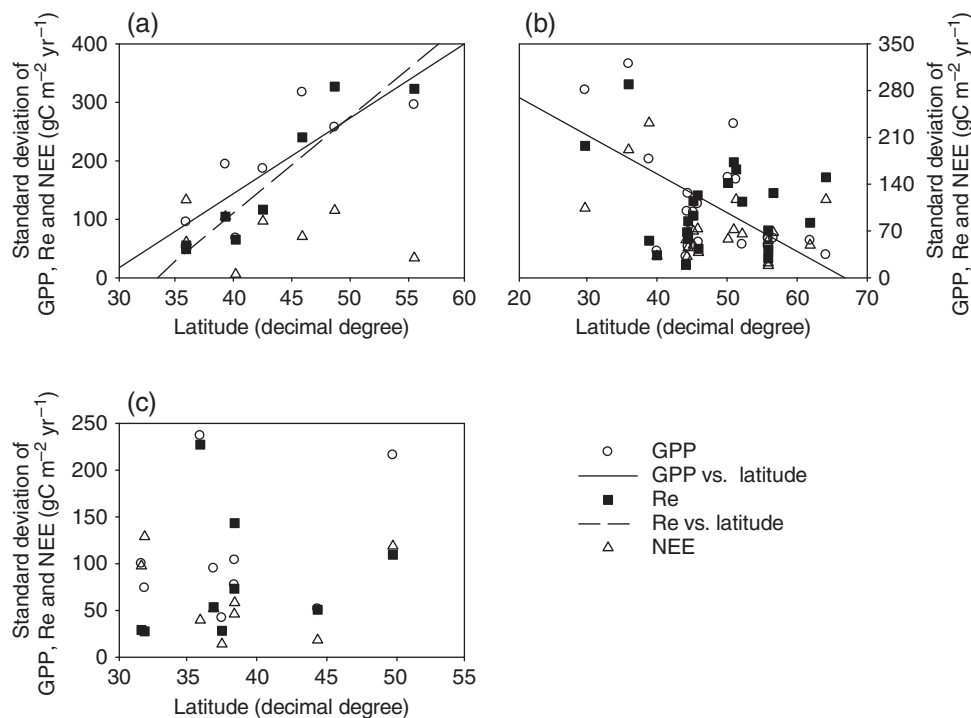 (a)
Standard deviation of
GPP, Re and NEE (gC m⁻² yr⁻¹)
400
300
200
100
0
30 35 40 45 50 55 60
Latitude (decimal degree)
(b)
350
280
210
140
70
0
Standard deviation of
GPP, Re and NEE (gC m⁻² yr⁻¹)
20 30 40 50 60 70
Latitude (decimal degree)
(c)
Standard deviation of
GPP, Re and NEE (gC m⁻² yr⁻¹)
250
200
150
100
50
0
30 35 40 45 50 55
Latitude (decimal degree)
GPP
GPP vs. latitude
Re
Re vs. latitude
NEE